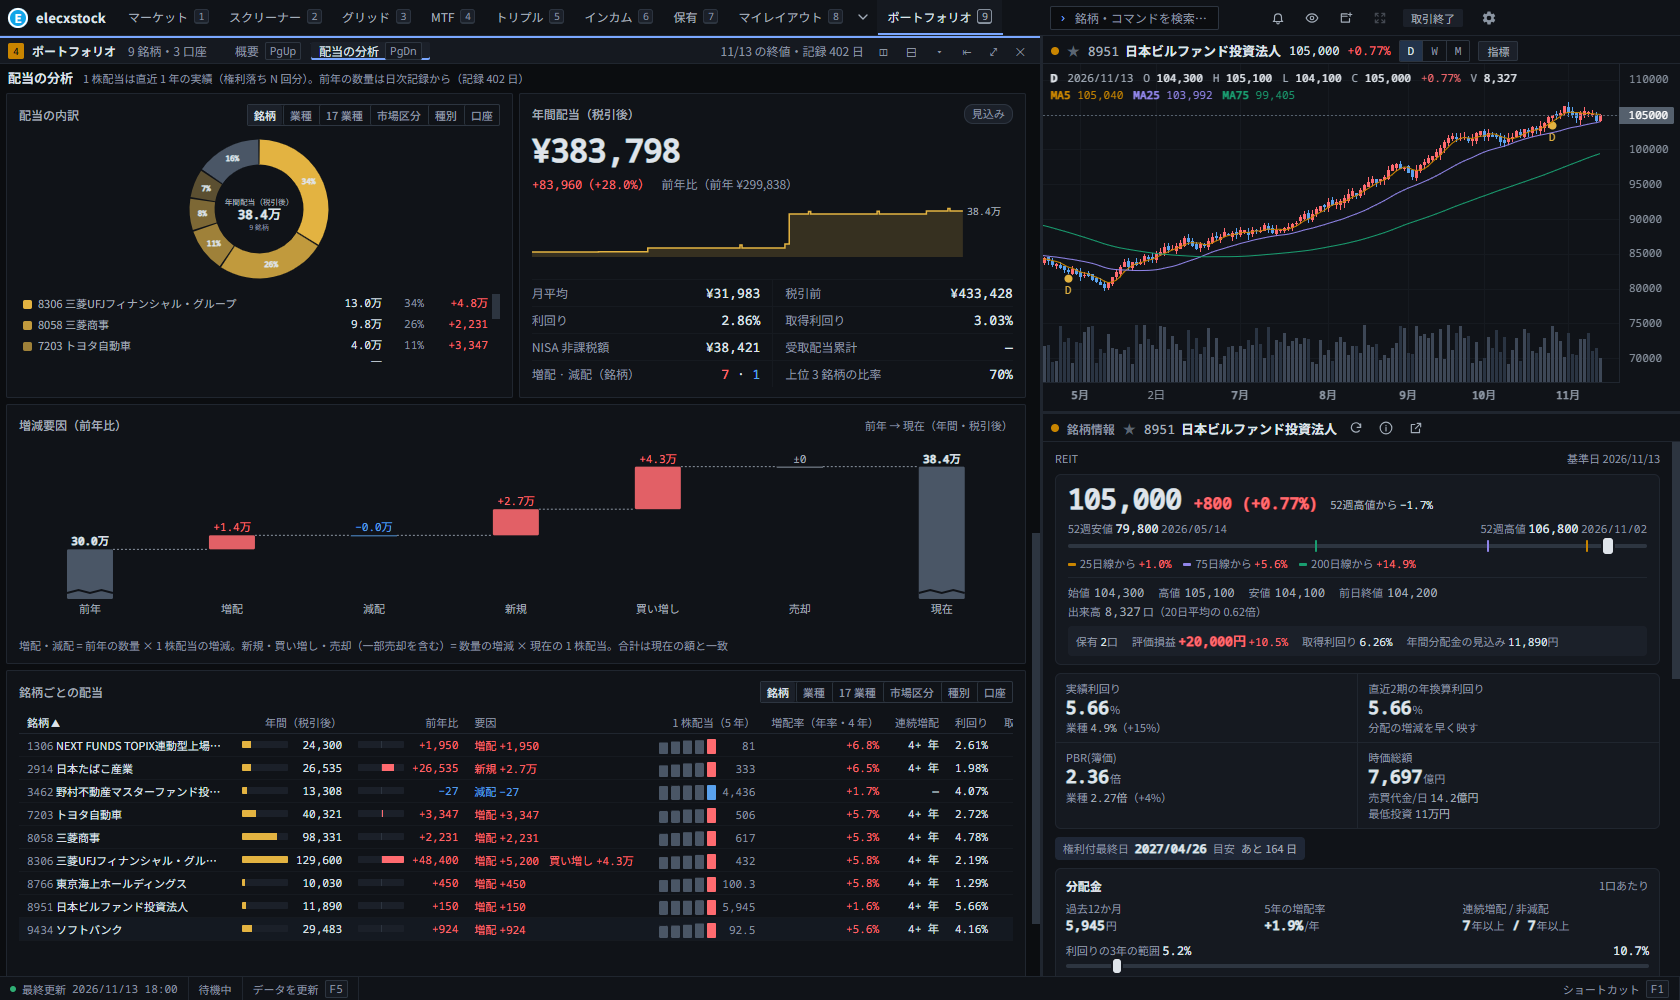 elecxstock マーケット 1 スクリーナー 2 グリッド 3 MTF 4 トリプル 5 インカム 6 保有 7 マイレイアウト 8 ポートフォリオ 9 › 銘柄・コマンドを検索… 取引終了
4 ポートフォリオ 9 銘柄・3 口座 概要 PgUp 配当の分析 PgDn 11/13 の終値・記録 402 日
配当の分析 1 株配当は直近 1 年の実績（権利落ち N 回分）。前年の数量は日次記録から（記録 402 日）
配当の内訳 銘柄 業種 17 業種 市場区分 種別 口座
16% 34% 7% 8% 11% 26%
年間配当（税引後）
38.4万
9 銘柄
8306 三菱UFJフィナンシャル・グループ 13.0万 34% +4.8万
8058 三菱商事 9.8万 26% +2,231
7203 トヨタ自動車 4.0万 11% +3,347
年間配当（税引後） 見込み
¥383,798
+83,960 (+28.0%) 前年比（前年 ¥299,838）
38.4万
月平均 ¥31,983 税引前 ¥433,428
利回り 2.86% 取得利回り 3.03%
NISA 非課税額 ¥38,421 受取配当累計 —
増配・減配（銘柄） 7 · 1 上位 3 銘柄の比率 70%
増減要因（前年比） 前年 → 現在（年間・税引後）
30.0万 +1.4万 −0.0万 +2.7万 +4.3万 ±0 38.4万
前年 増配 減配 新規 買い増し 売却 現在
増配・減配 = 前年の数量 × 1 株配当の増減。新規・買い増し・売却（一部売却を含む）= 数量の増減 × 現在の 1 株配当。合計は現在の額と一致
銘柄ごとの配当 銘柄 業種 17 業種 市場区分 種別 口座
銘柄▲ 年間（税引後） 前年比 要因 1 株配当（5 年） 増配率（年率・4 年） 連続増配 利回り 取
1306 NEXT FUNDS TOPIX連動型上場… 24,300 +1,950 増配 +1,950 81 +6.8% 4+ 年 2.61%
2914 日本たばこ産業 26,535 +26,535 新規 +2.7万 333 +6.5% 4+ 年 1.98%
3462 野村不動産マスターファンド投… 13,308 −27 減配 −27 4,436 +1.7% — 4.07%
7203 トヨタ自動車 40,321 +3,347 増配 +3,347 506 +5.7% 4+ 年 2.72%
8058 三菱商事 98,331 +2,231 増配 +2,231 617 +5.3% 4+ 年 4.78%
8306 三菱UFJフィナンシャル・グル… 129,600 +48,400 増配 +5,200 買い増し +4.3万 432 +5.8% 4+ 年 2.19%
8766 東京海上ホールディングス 10,030 +450 増配 +450 100.3 +5.8% 4+ 年 1.29%
8951 日本ビルファンド投資法人 11,890 +150 増配 +150 5,945 +1.6% 4+ 年 5.66%
9434 ソフトバンク 29,483 +924 増配 +924 92.5 +5.6% 4+ 年 4.16%
★ 8951 日本ビルファンド投資法人 105,000 +0.77% D W M 指標
D 2026/11/13 O 104,300 H 105,100 L 104,100 C 105,000 +0.77% V 8,327
MA5 105,040 MA25 103,992 MA75 99,405
110000
105000
100000
95000
90000
85000
80000
75000
70000
D D
5月 2日 7月 8月 9月 10月 11月
銘柄情報 ★ 8951 日本ビルファンド投資法人
REIT 基準日 2026/11/13
105,000 +800 (+0.77%) 52週高値から −1.7%
52週安値 79,800 2026/05/14 52週高値 106,800 2026/11/02
25日線から +1.0% 75日線から +5.6% 200日線から +14.9%
始値 104,300 高値 105,100 安値 104,100 前日終値 104,200
出来高 8,327 口（20日平均の 0.62倍）
保有 2口 評価損益 +20,000円 +10.5% 取得利回り 6.26% 年間分配金の見込み 11,890円
実績利回り 直近2期の年換算利回り
5.66% 5.66%
業種 4.9%（+15%） 分配の増減を早く映す
PBR(簿価) 時価総額
2.36倍 7,697億円
業種 2.27倍（+4%） 売買代金/日 14.2億円
最低投資 11万円
権利付最終日 2027/04/26 目安 あと 164 日
分配金 1口あたり
過去12か月 5年の増配率 連続増配 / 非減配
5,945円 +1.9%/年 7年以上 / 7年以上
利回りの3年の範囲 5.2% 10.7%
最終更新 2026/11/13 18:00 待機中 データを更新 F5 ショートカット F1